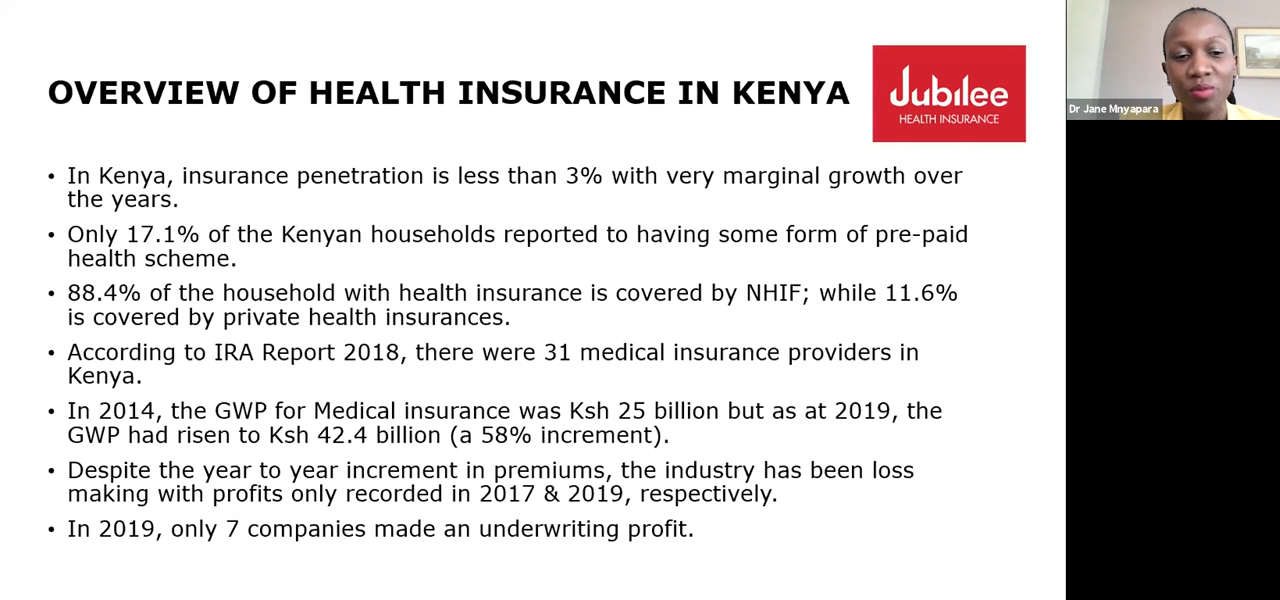 OVERVIEW OF HEALTH INSURANCE IN KENYA
Jubilee
HEALTH INSURANCE
Dr Jane Mnyapara
• In Kenya, insurance penetration is less than 3% with very marginal growth over
the years.
• Only 17.1% of the Kenyan households reported to having some form of pre-paid
health scheme.
• 88.4% of the household with health insurance is covered by NHIF; while 11.6%
is covered by private health insurances.
• According to IRA Report 2018, there were 31 medical insurance providers in
Kenya.
• In 2014, the GWP for Medical insurance was Ksh 25 billion but as at 2019, the
GWP had risen to Ksh 42.4 billion (a 58% increment).
• Despite the year to year increment in premiums, the industry has been loss
making with profits only recorded in 2017 & 2019, respectively.
• In 2019, only 7 companies made an underwriting profit.